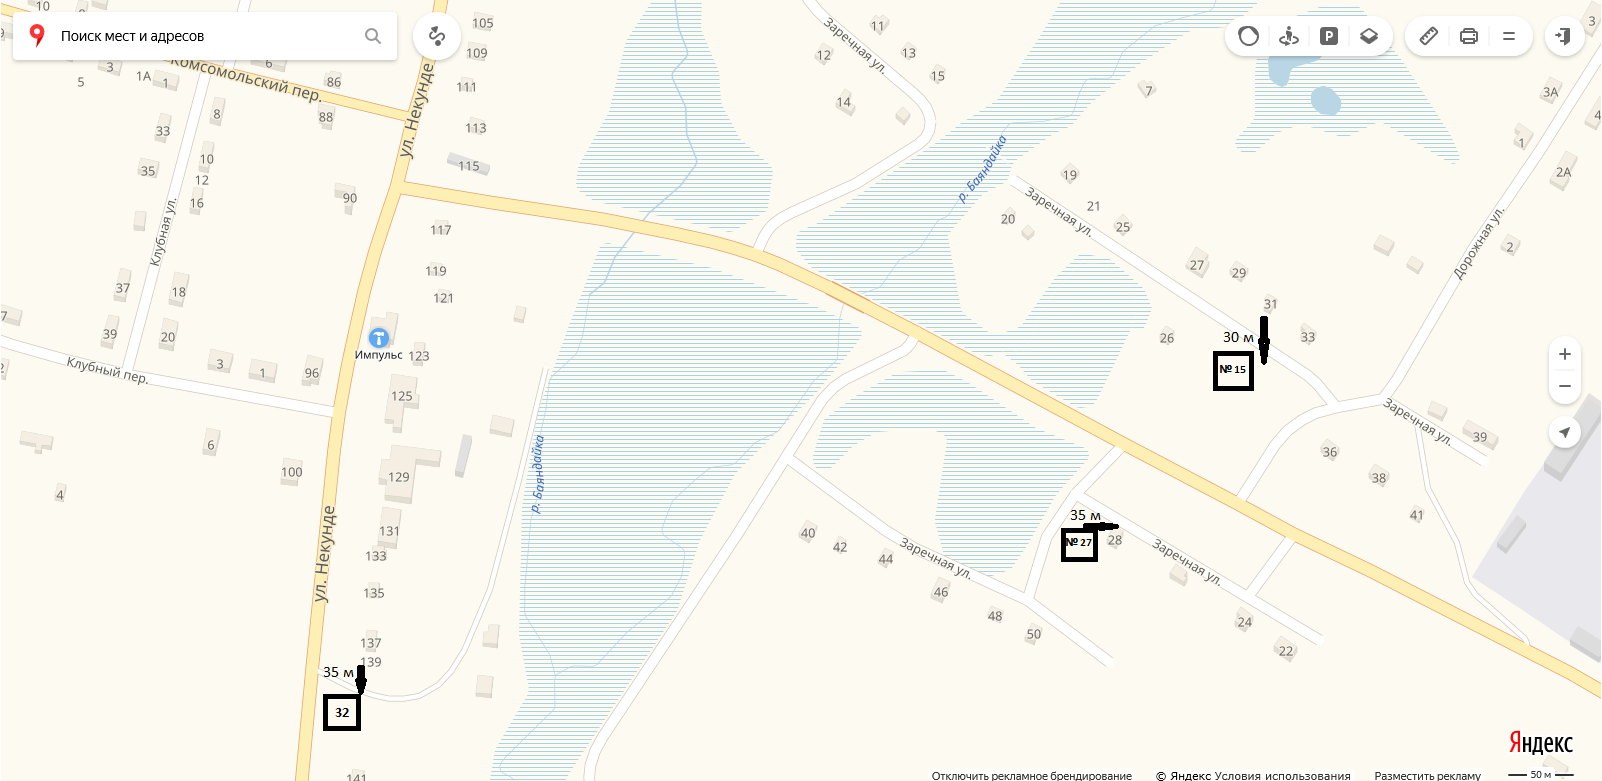 10
Поиск мест и адресов
105
109
111
113
115
Комсомольский пер.
6
3
1А
5
1
86
88
8
33
10
35
12
16
90
ул. Некунде
Клубная ул.
117
119
121
37
18
39
20
7
Импульс
123
3
1
96
Клубный пер.
2
125
6
100
129
4
131
133
135
ул. Некунде
137
139
35 м
32
141
р. Баяндайка
11
Заречная ул.
12
13
15
14
7
р. Баяндайка
19
20
21
25
Заречная ул.
27
29
31
26
33
30 м
№ 15
P
3
3А
4
1
2А
2
Дорожная ул.
Заречная ул.
39
36
38
41
35 м
№ 27
28
Заречная ул.
24
22
40
42
44
Заречная ул.
46
48
50
Яндекс
Отключить рекламное брендирование
© Яндекс Условия использования
Разместить рекламу
50 м